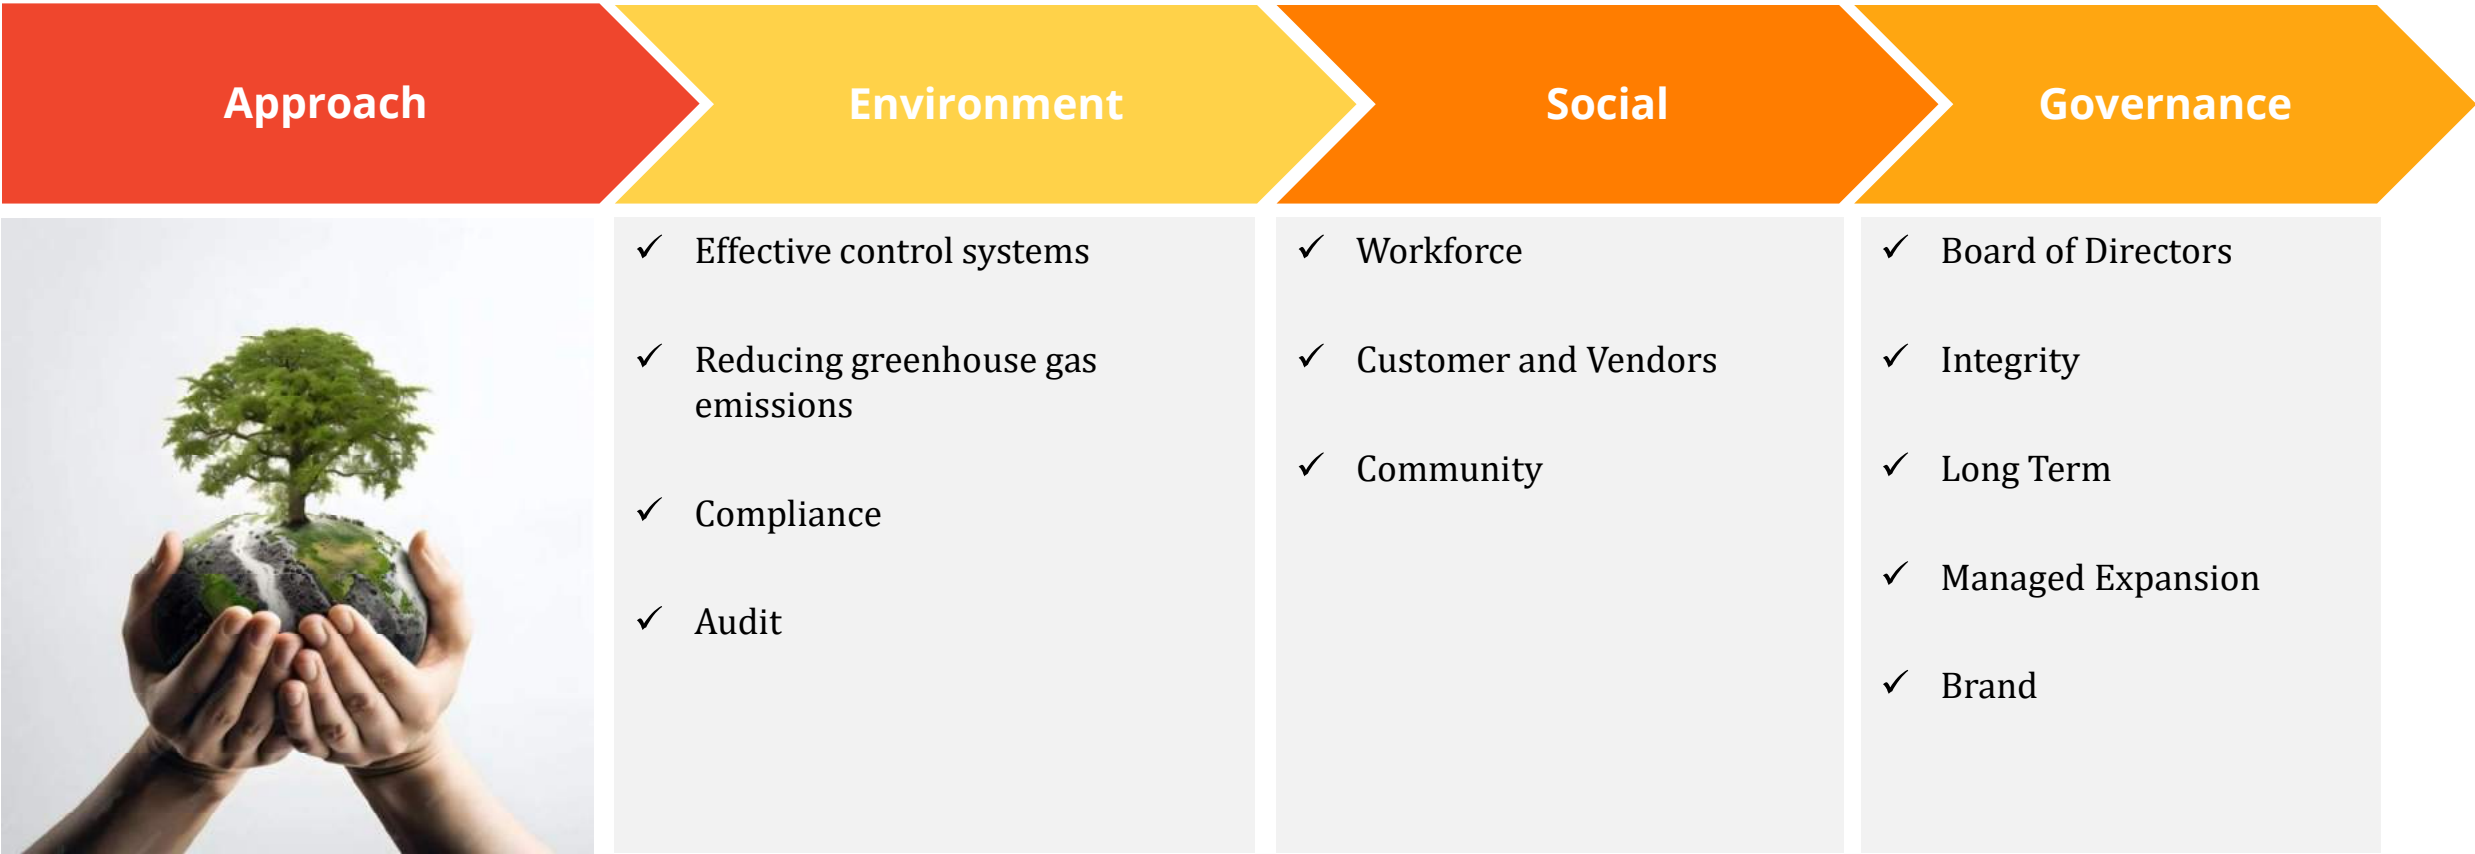 Approach
Environment
Social
Governance
✓ Effective control systems
✓ Reducing greenhouse gas
emissions
✓ Compliance
✓ Audit
✓ Workforce
✓ Customer and Vendors
✓ Community
✓ Board of Directors
✓ Integrity
✓ Long Term
✓ Managed Expansion
✓ Brand